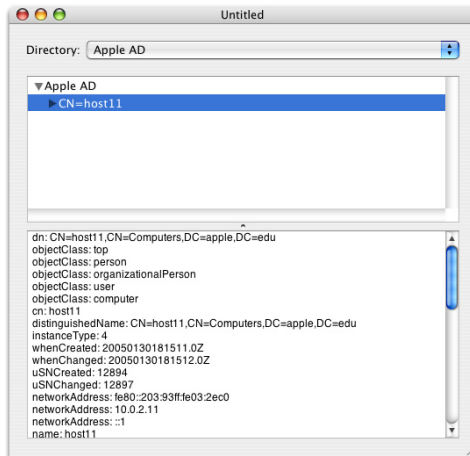 Untitled
Directory: Apple AD
Apple AD
CN=host11
dn: CN=host11,CN=Computers,DC=apple,DC=edu
objectClass: top
objectClass: person
objectClass: organizationalPerson
objectClass: user
objectClass: computer
cn: host11
distinguishedName: CN=host11,CN=Computers,DC=apple,DC=edu
instanceType: 4
whenCreated: 20050130181511.0Z
whenChanged: 20050130181512.0Z
uSNCreated: 12894
uSNChanged: 12897
networkAddress: fe80::203:93ff:fe03:2ec0
networkAddress: 10.0.2.11
networkAddress: ::1
name: host11